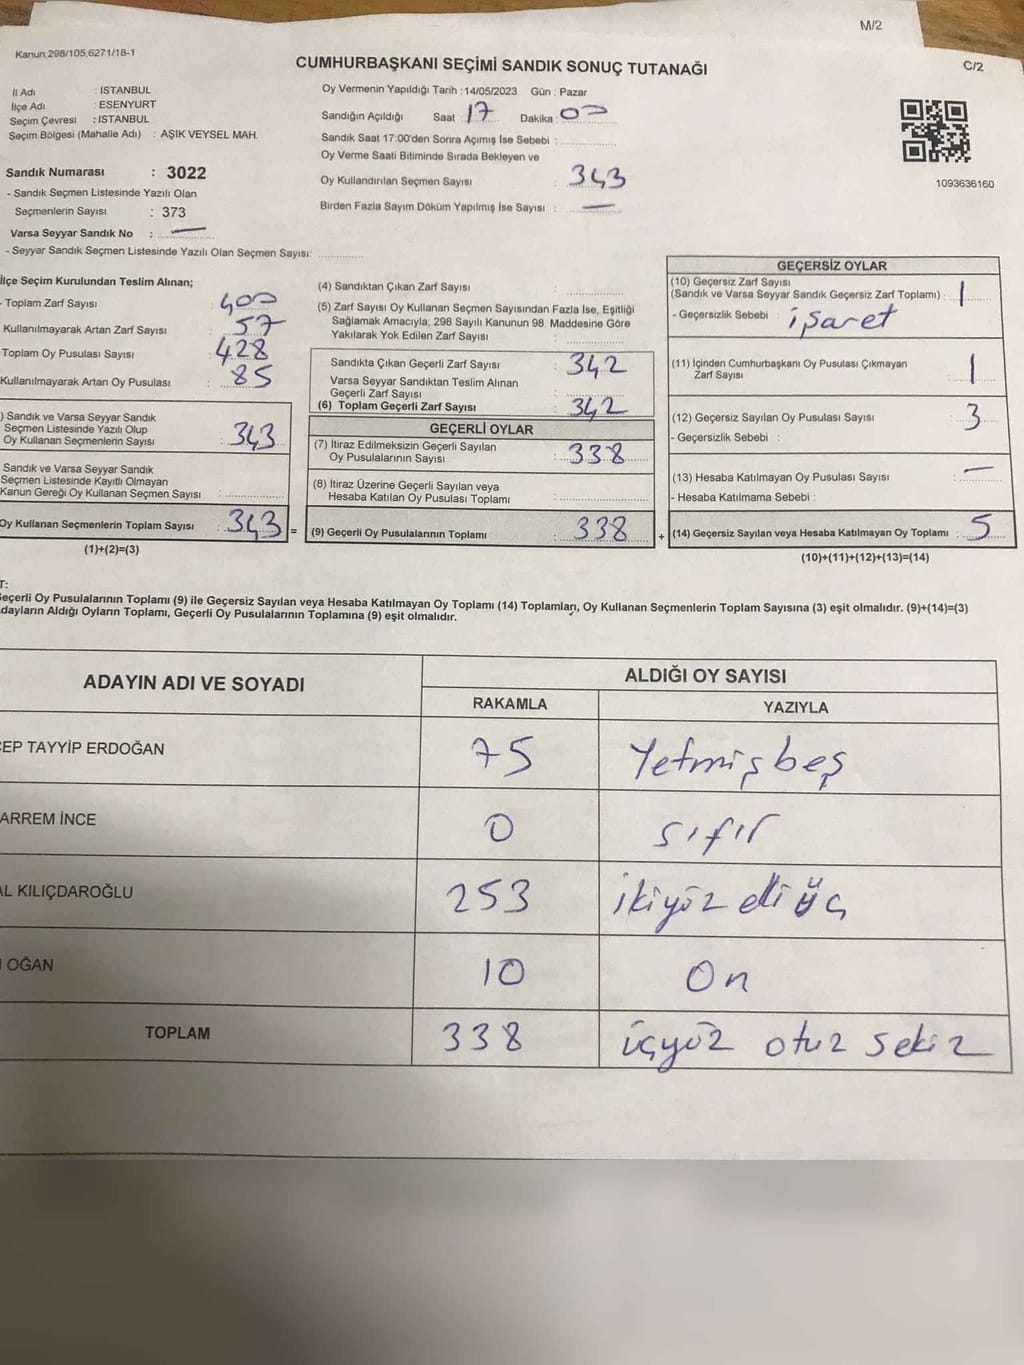 M/2
Kanun;298/105;6271/18-1
CUMHURBAŞKANI SEÇİMİ SANDIK SONUÇ TUTANAĞI
C/2
İl Adı : İSTANBUL
İlçe Adı : ESENYURT
Seçim Çevresi : İSTANBUL
Seçim Bölgesi (Mahalle Adı) : AŞIK VEYSEL MAH.
Sandık Numarası : 3022
- Sandık Seçmen Listesinde Yazılı Olan
Seçmenlerin Sayısı : 373
Varsa Seyyar Sandık No : —
- Seyyar Sandık Seçmen Listesinde Yazılı Olan Seçmen Sayısı:
Oy Vermenin Yapıldığı Tarih :14/05/2023 Gün : Pazar
Sandığın Açıldığı Saat : 17 Dakika : 00
Sandık Saat 17:00'den Sonra Açımış İse Sebebi :
Oy Verme Saati Bitiminde Sırada Bekleyen ve
Oy Kullandırılan Seçmen Sayısı : 343
Birden Fazla Sayım Döküm Yapılmış İse Sayısı : —
1093636160
İlçe Seçim Kurulundan Teslim Alınan;
- Toplam Zarf Sayısı : 400
Kullanılmayarak Artan Zarf Sayısı : 57
Toplam Oy Pusulası Sayısı : 428
Kullanılmayarak Artan Oy Pusulası : 85
) Sandık ve Varsa Seyyar Sandık
Seçmen Listesinde Yazılı Olup
Oy Kullanan Seçmenlerin Sayısı : 343
Sandık ve Varsa Seyyar Sandık
Seçmen Listesinde Kayıtlı Olmayan
Kanun Gereği Oy Kullanan Seçmen Sayısı :
Oy Kullanan Seçmenlerin Toplam Sayısı : 343 =
(1)+(2)=(3)
(4) Sandıktan Çıkan Zarf Sayısı :
(5) Zarf Sayısı Oy Kullanan Seçmen Sayısından Fazla İse, Eşitliği
Sağlamak Amacıyla; 298 Sayılı Kanunun 98. Maddesine Göre
Yakılarak Yok Edilen Zarf Sayısı :
Sandıkta Çıkan Geçerli Zarf Sayısı : 342
Varsa Seyyar Sandıktan Teslim Alınan
Geçerli Zarf Sayısı :
(6) Toplam Geçerli Zarf Sayısı : 342
GEÇERLİ OYLAR
(7) İtiraz Edilmeksizin Geçerli Sayılan
Oy Pusulalarının Sayısı : 338
(8) İtiraz Üzerine Geçerli Sayılan veya
Hesaba Katılan Oy Pusulası Toplamı :
(9) Geçerli Oy Pusulalarının Toplamı : 338 +
GEÇERSİZ OYLAR
(10) Geçersiz Zarf Sayısı
(Sandık ve Varsa Seyyar Sandık Geçersiz Zarf Toplamı) : 1
- Geçersizlik Sebebi : işaret
(11) İçinden Cumhurbaşkanı Oy Pusulası Çıkmayan
Zarf Sayısı : 1
(12) Geçersiz Sayılan Oy Pusulası Sayısı : 3
- Geçersizlik Sebebi :
(13) Hesaba Katılmayan Oy Pusulası Sayısı : —
- Hesaba Katılmama Sebebi :
(14) Geçersiz Sayılan veya Hesaba Katılmayan Oy Toplamı : 5
(10)+(11)+(12)+(13)=(14)
T:
Geçerli Oy Pusulalarının Toplamı (9) ile Geçersiz Sayılan veya Hesaba Katılmayan Oy Toplamı (14) Toplamları, Oy Kullanan Seçmenlerin Toplam Sayısına (3) eşit olmalıdır. (9)+(14)=(3)
dayların Aldığı Oyların Toplamı, Geçerli Oy Pusulalarının Toplamına (9) eşit olmalıdır.
ADAYIN ADI VE SOYADI
ALDIĞI OY SAYISI
RAKAMLA YAZIYLA
CEP TAYYİP ERDOĞAN 75 Yetmişbeş
ARREM İNCE 0 sıfır
AL KILIÇDAROĞLU 253 ikiyüz elli üç
OĞAN 10 On
TOPLAM 338 üçyüz otuz sekiz